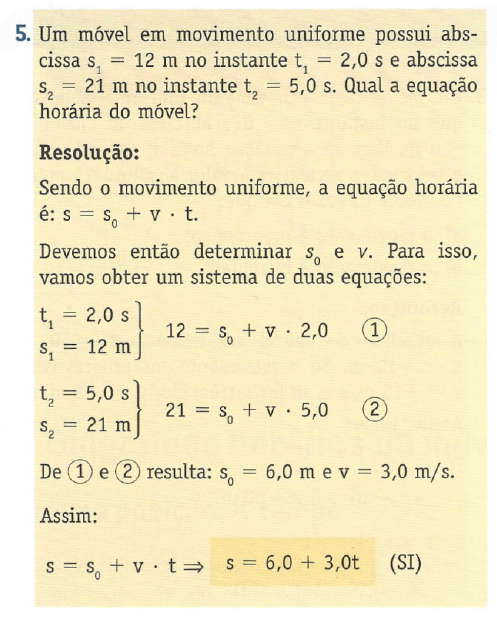 5. Um móvel em movimento uniforme possui abs-
cissa s₁ = 12 m no instante t₁ = 2,0 s e abscissa
s₂ = 21 m no instante t₂ = 5,0 s. Qual a equação
horária do móvel?
Resolução:
Sendo o movimento uniforme, a equação horária
é: s = s₀ + v · t.
Devemos então determinar s₀ e v. Para isso,
vamos obter um sistema de duas equações:
t₁ = 2,0 s
s₁ = 12 m } 12 = s₀ + v · 2,0 ①
t₂ = 5,0 s
s₂ = 21 m } 21 = s₀ + v · 5,0 ②
De ① e ② resulta: s₀ = 6,0 m e v = 3,0 m/s.
Assim:
s = s₀ + v · t ⇒ s = 6,0 + 3,0t (SI)